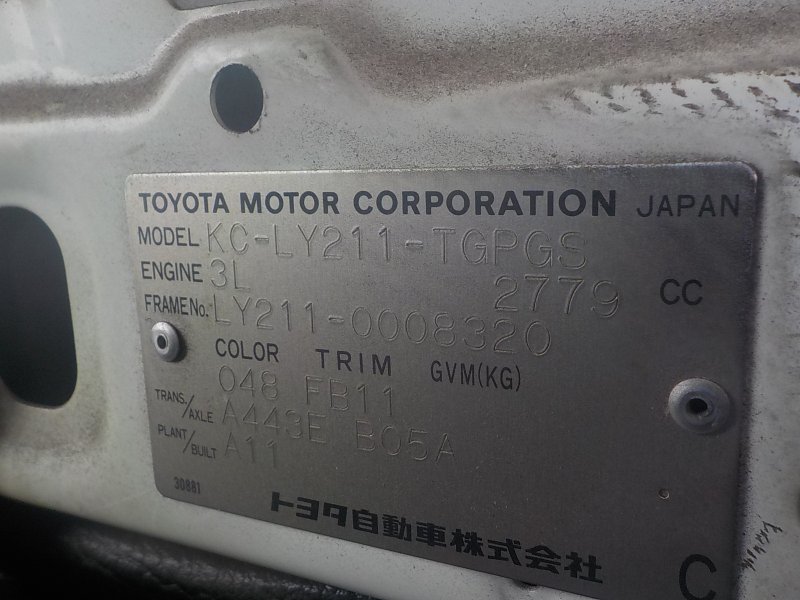 TOYOTA MOTOR CORPORATION JAPAN
MODEL KC-LY211-TGPGS
ENGINE 3L 2779 CC
FRAME No. LY211-0008320
COLOR TRIM GVM(KG)
048 FB11
TRANS./AXLE A443E B05A
PLANT/BUILT A11
30881
トヨタ自動車株式会社
C